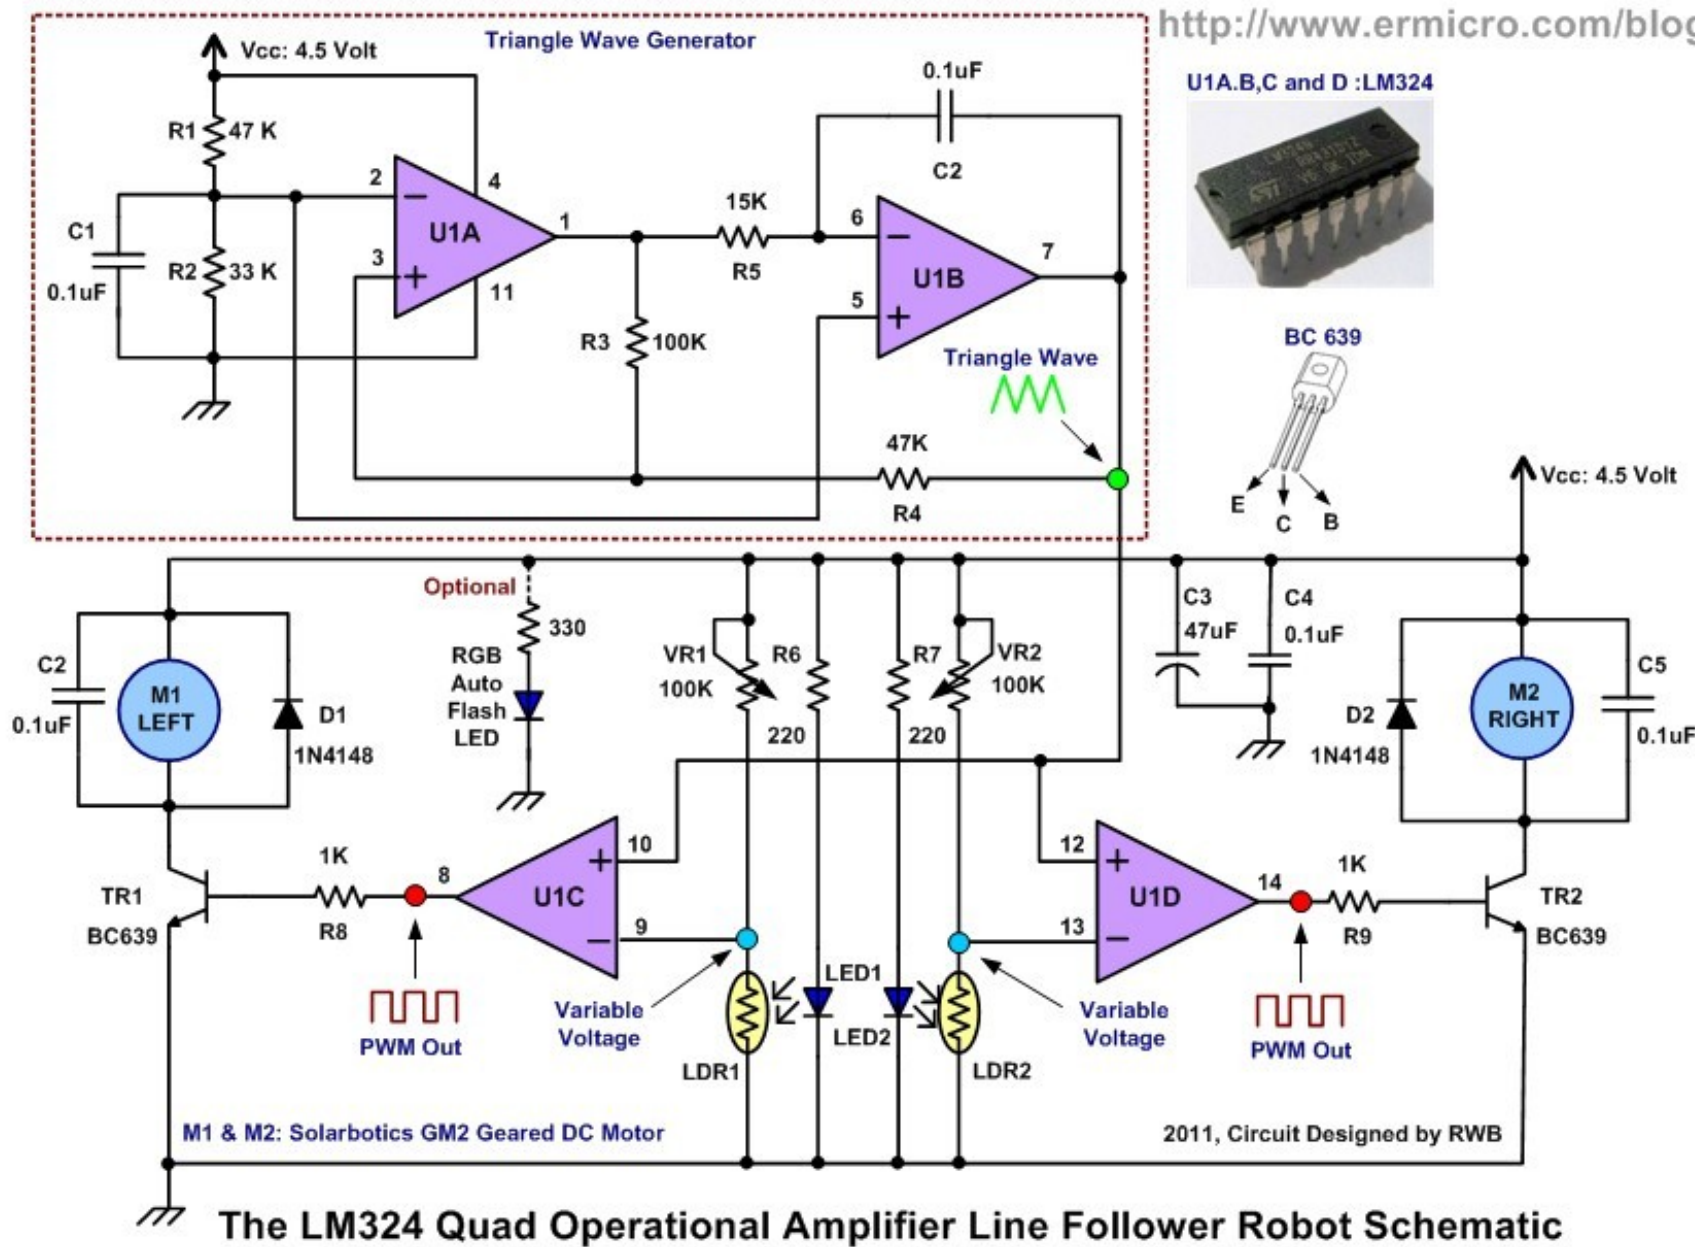 http://www.ermicro.com/blog
Triangle Wave Generator
Vcc: 4.5 Volt
0.1uF
C2
U1A.B,C and D :LM324
R1
47 K
2
4
U1A
1
15K
R5
6
7
U1B
C1
0.1uF
R2
33 K
3
11
R3
100K
5
Triangle Wave
BC 639
E
C
B
47K
R4
Vcc: 4.5 Volt
Optional
330
RGB
Auto
Flash
LED
C2
0.1uF
M1
LEFT
D1
1N4148
VR1
100K
R6
220
R7
220
VR2
100K
C3
47uF
C4
0.1uF
D2
1N4148
M2
RIGHT
C5
0.1uF
TR1
BC639
1K
R8
8
U1C
10
9
12
13
U1D
14
1K
R9
TR2
BC639
PWM Out
Variable
Voltage
LDR1
LED1
LED2
LDR2
Variable
Voltage
PWM Out
M1 & M2: Solarbotics GM2 Geared DC Motor
2011, Circuit Designed by RWB
The LM324 Quad Operational Amplifier Line Follower Robot Schematic